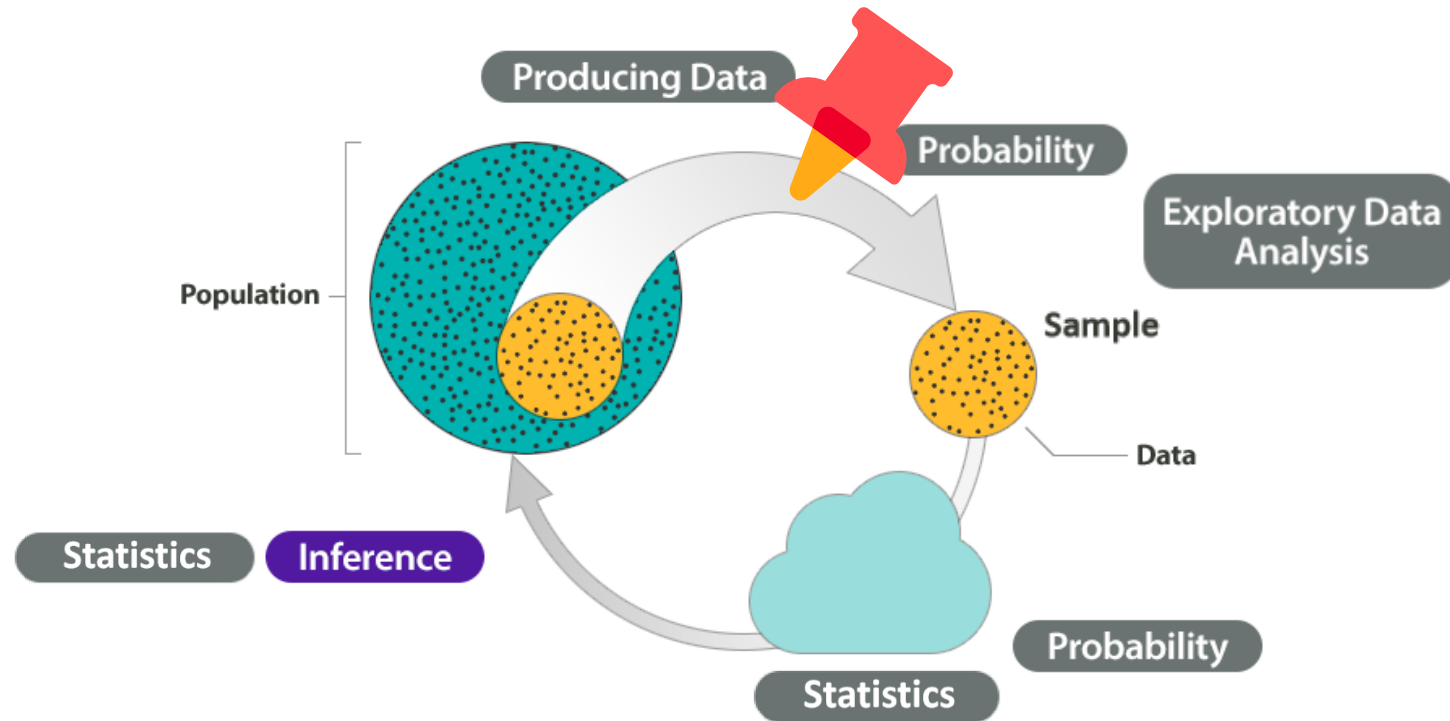 Producing Data
Probability
Exploratory Data
Analysis
Population
Sample
Data
Statistics
Inference
Probability
Statistics